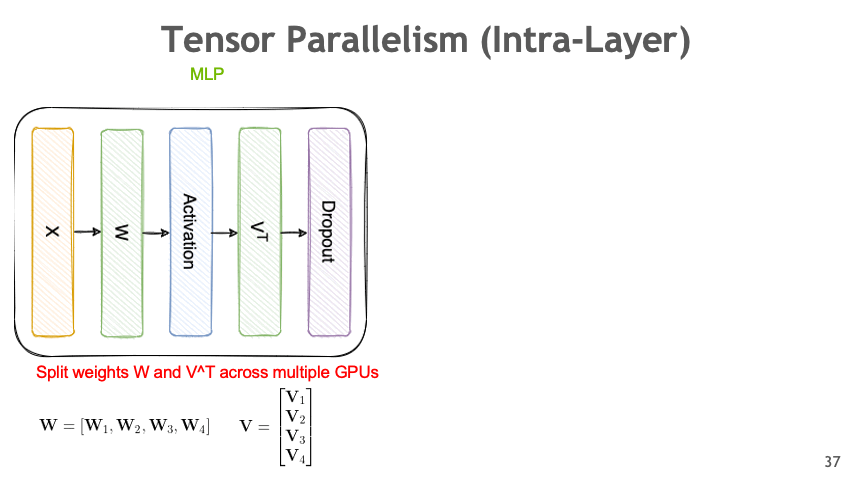 Tensor Parallelism (Intra-Layer)
MLP
X
W
Activation
V^T
Dropout
Split weights W and V^T across multiple GPUs
W = [W₁, W₂, W₃, W₄]
V = [V₁
V₂
V₃
V₄]
37